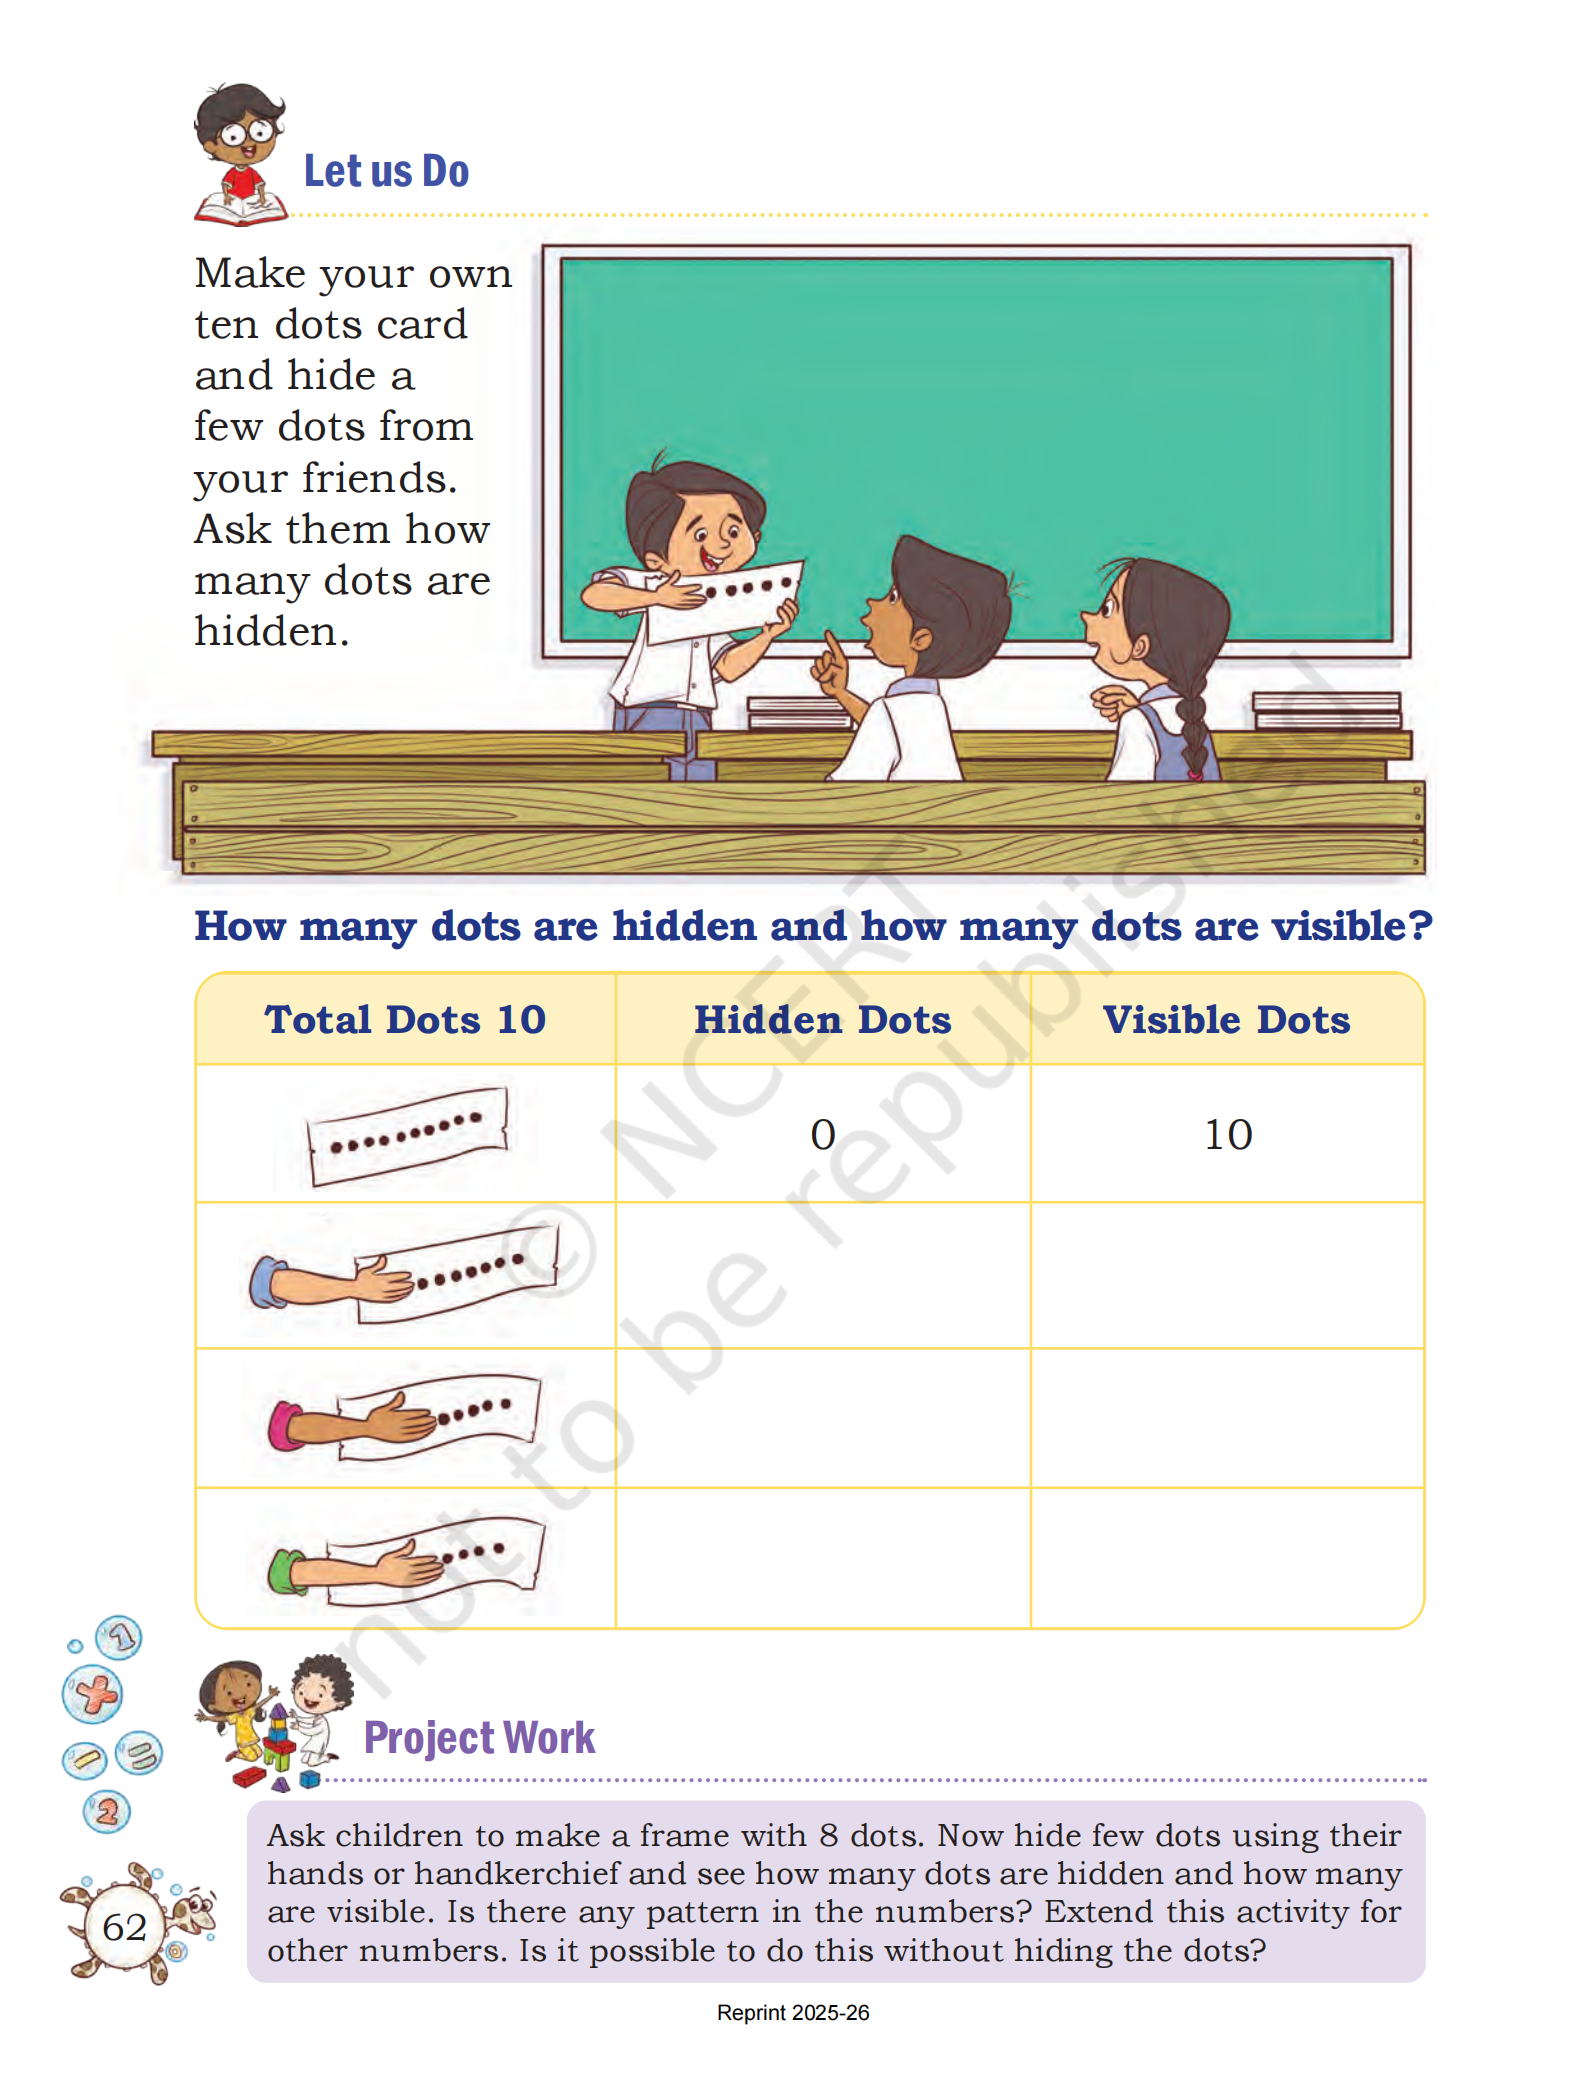 Let us Do
Make your own
ten dots card
and hide a
few dots from
your friends.
Ask them how
many dots are
hidden.
How many dots are hidden and how many dots are visible?
Total Dots 10 Hidden Dots Visible Dots
0 10
© NCERT
not to be republished
1
2
Project Work
Ask children to make a frame with 8 dots. Now hide few dots using their
hands or handkerchief and see how many dots are hidden and how many
are visible. Is there any pattern in the numbers? Extend this activity for
other numbers. Is it possible to do this without hiding the dots?
62
Reprint 2025-26